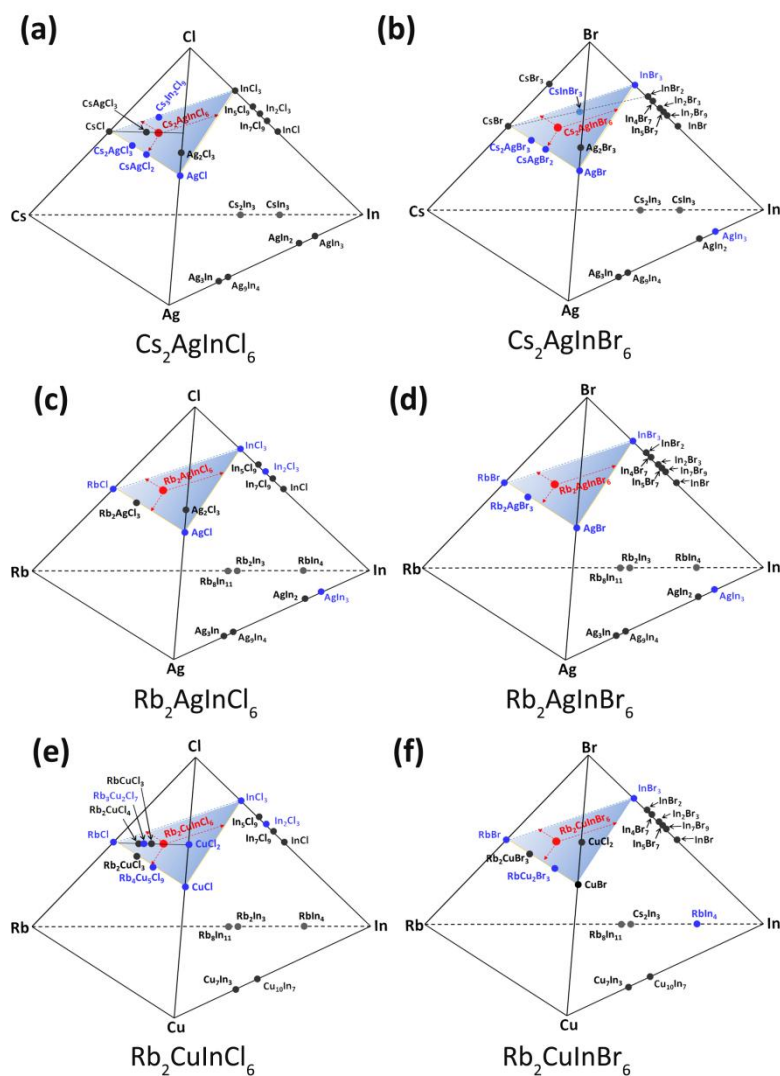 (a)
Cl
CsAgCl₃
Cs₃In₂Cl₉
InCl₃
In₅Cl₉
In₂Cl₃
CsCl
Cs₂AgInCl₆
In₇Cl₉
InCl
Cs₂AgCl₃
Ag₂Cl₃
CsAgCl₂
AgCl
Cs
Cs₂In₃
CsIn₃
In
AgIn₂
AgIn₃
Ag₃In
Ag₉In₄
Ag
Cs₂AgInCl₆
(b)
Br
CsBr₃
CsInBr₃
InBr₃
InBr₂
In₂Br₃
CsBr
Cs₂AgInBr₆
In₄Br₇
In₇Br₉
In₅Br₇
InBr
Cs₂AgBr₃
Ag₂Br₃
CsAgBr₂
AgBr
Cs
Cs₂In₃
CsIn₃
In
AgIn₃
AgIn₂
Ag₃In
Ag₉In₄
Ag
Cs₂AgInBr₆
(c)
Cl
InCl₃
In₅Cl₉
In₂Cl₃
RbCl
Rb₂AgInCl₆
In₇Cl₉
InCl
Rb₂AgCl₃
Ag₂Cl₃
AgCl
Rb
Rb₂In₃
RbIn₄
In
Rb₈In₁₁
AgIn₂
AgIn₃
Ag₃In
Ag₉In₄
Ag
Rb₂AgInCl₆
(d)
Br
InBr₃
InBr₂
In₂Br₃
RbBr
Rb₂AgInBr₆
In₄Br₇
In₇Br₉
In₅Br₇
InBr
Rb₂AgBr₃
AgBr
Rb
Rb₂In₃
RbIn₄
In
Rb₈In₁₁
AgIn₂
AgIn₃
Ag₃In
Ag₉In₄
Ag
Rb₂AgInBr₆
(e)
Cl
RbCuCl₃
Rb₃Cu₂Cl₇
Rb₂CuCl₄
InCl₃
RbCl
Rb₂CuInCl₆
In₅Cl₉
In₂Cl₃
In₇Cl₉
InCl
CuCl₂
Rb₂CuCl₃
Rb₄Cu₅Cl₉
CuCl
Rb
Rb₂In₃
RbIn₄
In
Rb₈In₁₁
Cu₇In₃
Cu₁₀In₇
Cu
Rb₂CuInCl₆
(f)
Br
InBr₃
InBr₂
In₂Br₃
RbBr
Rb₂CuInBr₆
In₄Br₇
In₇Br₉
In₅Br₇
InBr
CuCl₂
Rb₂CuBr₃
RbCu₂Br₃
CuBr
Rb
Cs₂In₃
RbIn₄
In
Rb₈In₁₁
Cu₇In₃
Cu₁₀In₇
Cu
Rb₂CuInBr₆